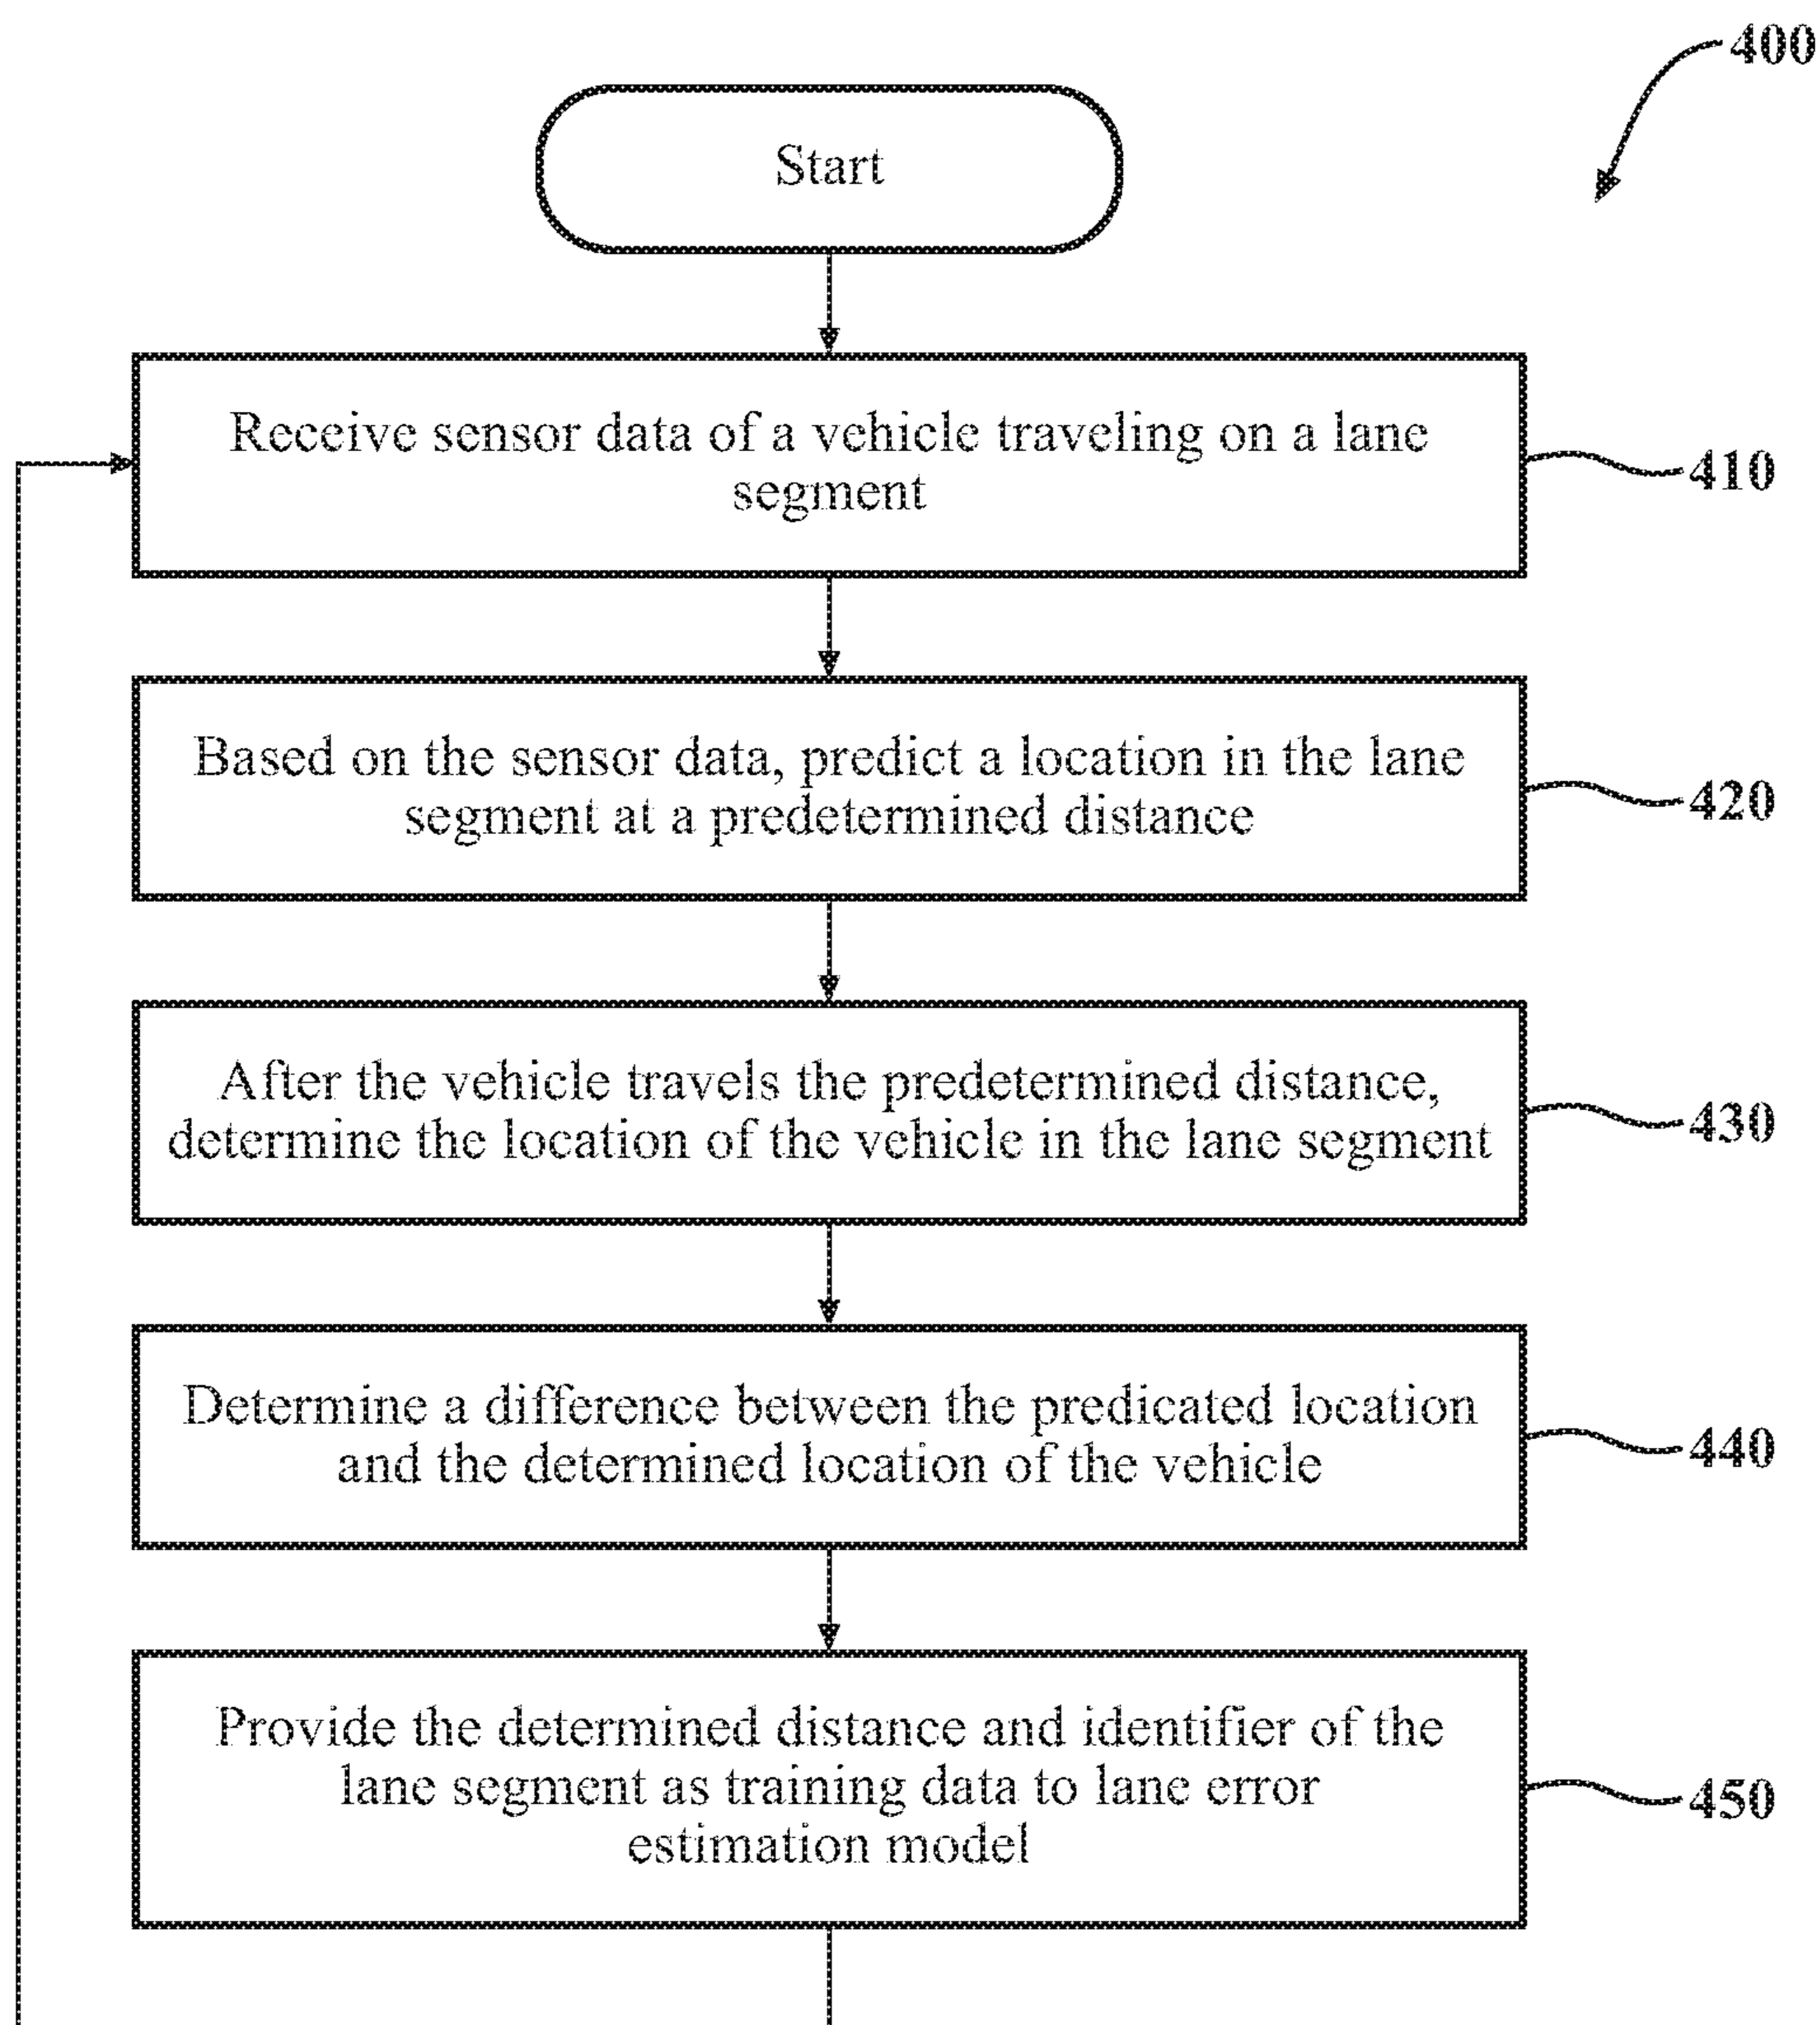 400
Start
Receive sensor data of a vehicle traveling on a lane
segment
410
Based on the sensor data, predict a location in the lane
segment at a predetermined distance
420
After the vehicle travels the predetermined distance,
determine the location of the vehicle in the lane segment
430
Determine a difference between the predicated location
and the determined location of the vehicle
440
Provide the determined distance and identifier of the
lane segment as training data to lane error
estimation model
450